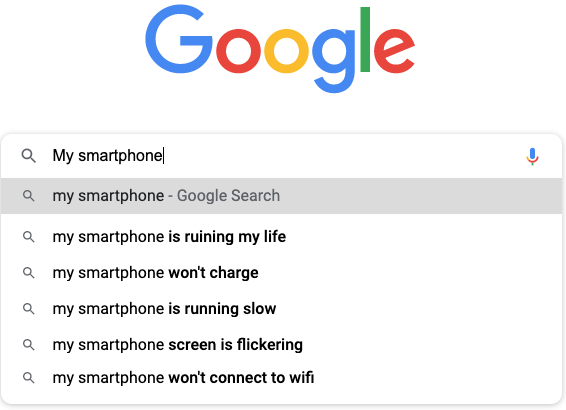 Google
My smartphone
my smartphone - Google Search
my smartphone is ruining my life
my smartphone won't charge
my smartphone is running slow
my smartphone screen is flickering
my smartphone won't connect to wifi